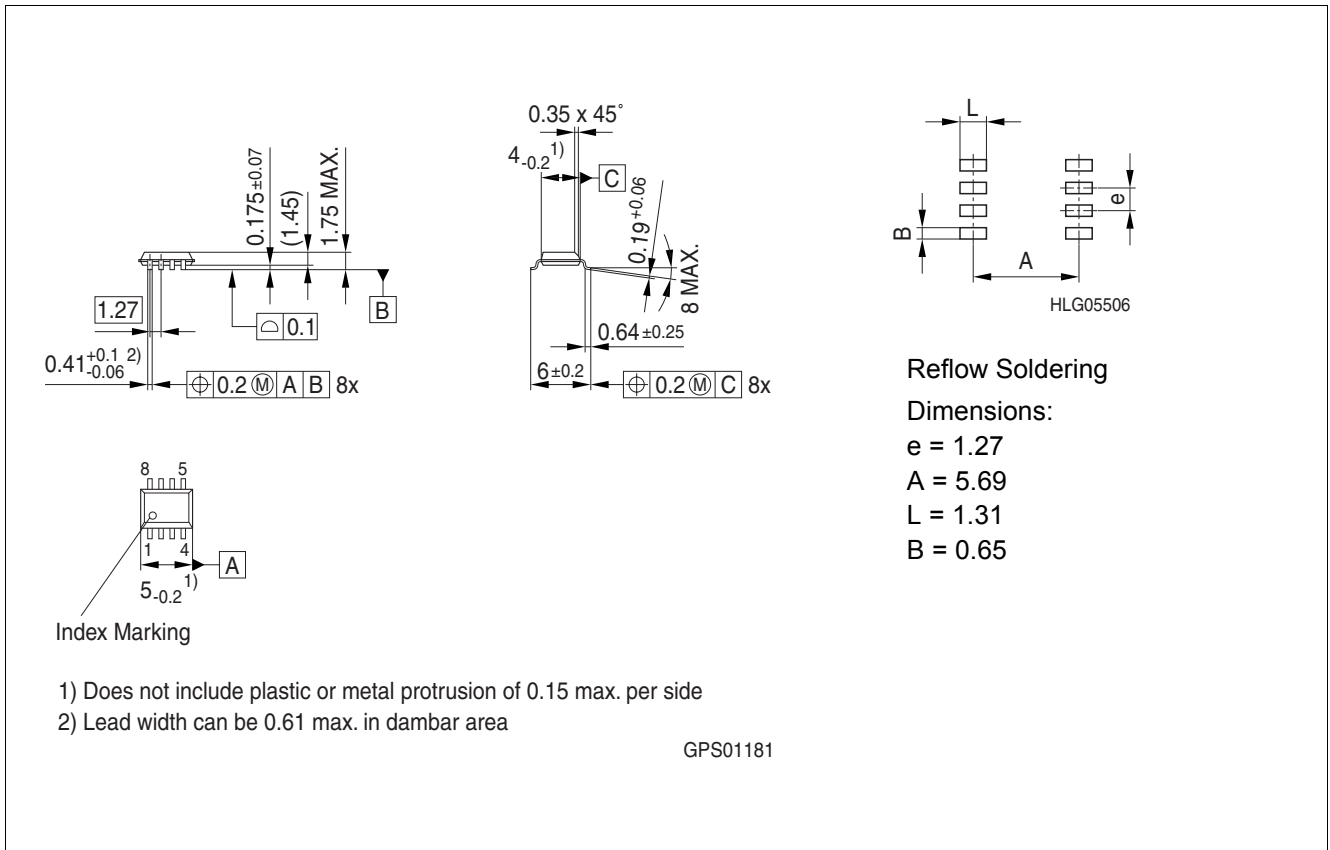 0.175±0.07
(1.45)
1.75 MAX.
1.27
0.1
B
0.41 +0.1 -0.06 2)
0.2 Ⓜ A B 8x
0.35 x 45˚
4-0.2 1)
C
0.19 +0.06
8 MAX.
0.64 ±0.25
6±0.2
0.2 Ⓜ C 8x
8 5
1 4
A
5-0.2 1)
Index Marking
L
B
e
A
HLG05506
Reflow Soldering
Dimensions:
e = 1.27
A = 5.69
L = 1.31
B = 0.65
1) Does not include plastic or metal protrusion of 0.15 max. per side
2) Lead width can be 0.61 max. in dambar area
GPS01181